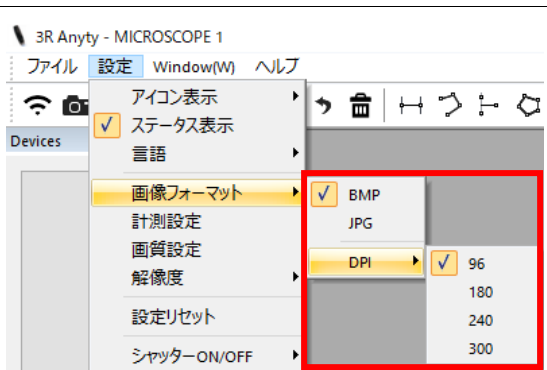 3R Anyty - MICROSCOPE 1
ファイル 設定 Window(W) ヘルプ
アイコン表示
ステータス表示
Devices
言語
画像フォーマット
BMP
計測設定
JPG
画質設定
DPI
96
解像度
180
設定リセット
240
シャッターON/OFF
300